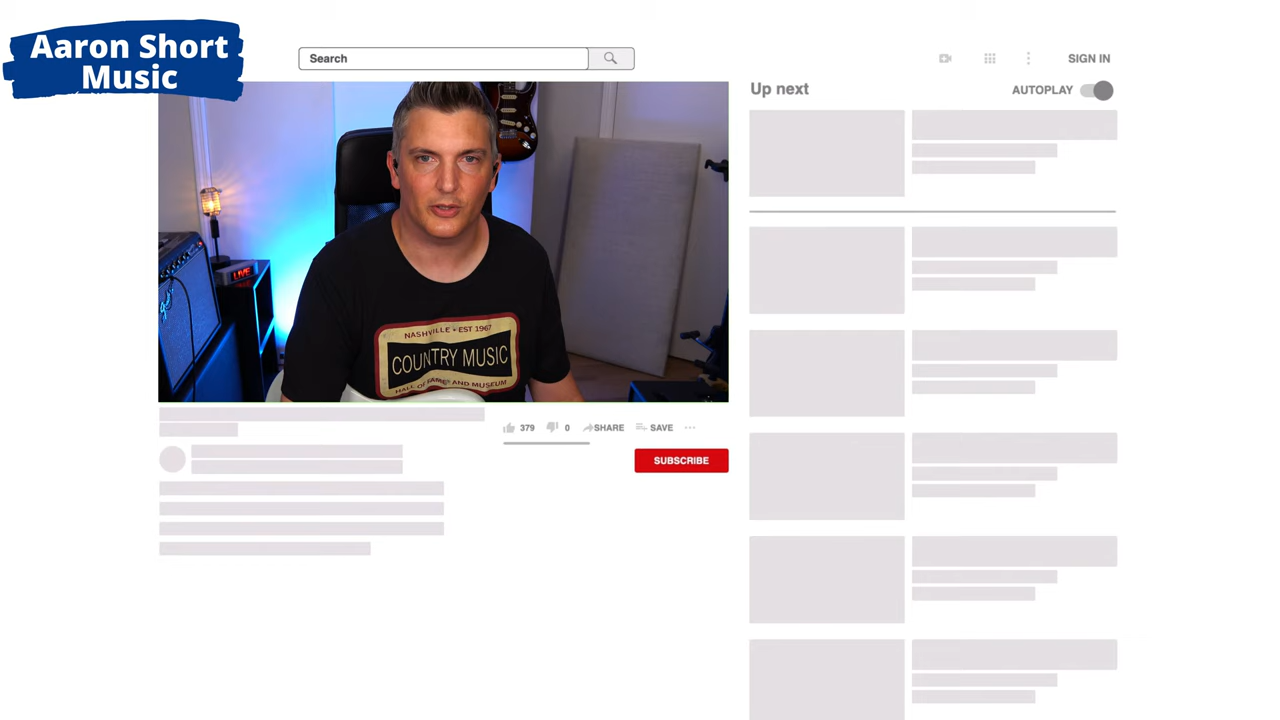 Aaron Short
Music
Search
SIGN IN
Up next
AUTOPLAY
LIVE
NASHVILLE • EST 1967
COUNTRY MUSIC
HALL OF FAME® AND MUSEUM
379
0
SHARE
SAVE
SUBSCRIBE